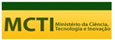 MCTI
Ministério da Ciência,
Tecnologia e Inovação